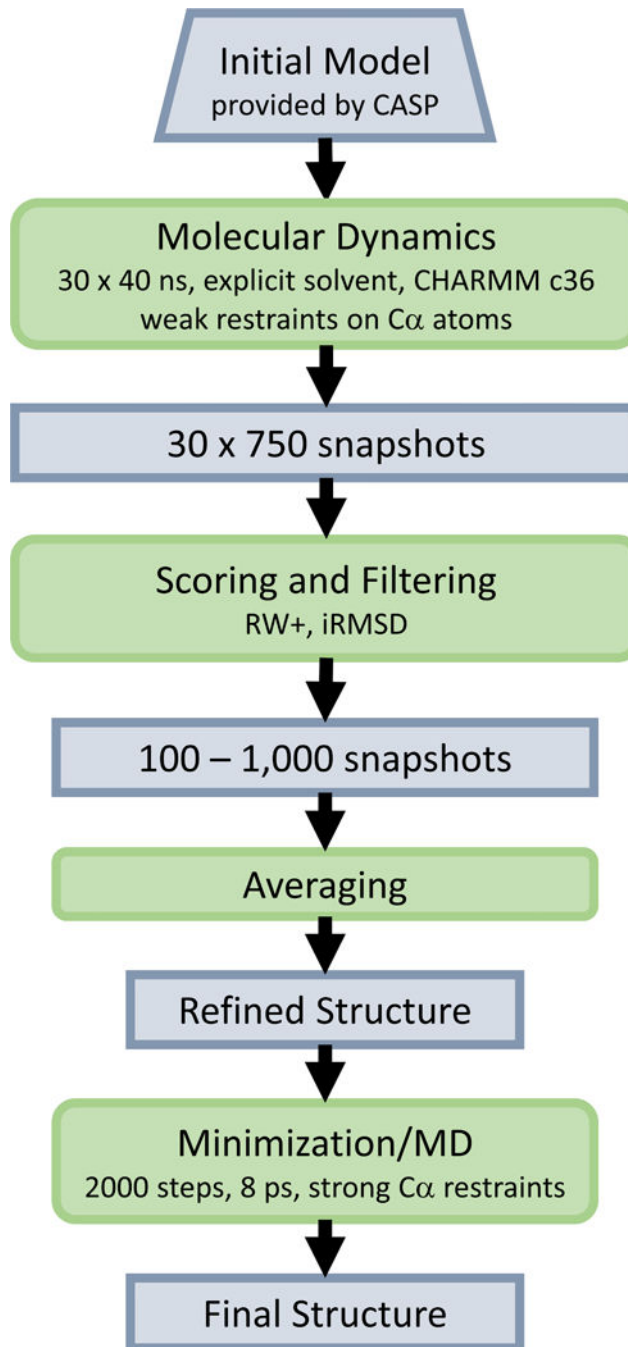 Initial Model
provided by CASP
Molecular Dynamics
30 x 40 ns, explicit solvent, CHARMM c36
weak restraints on Cα atoms
30 x 750 snapshots
Scoring and Filtering
RW+, iRMSD
100 – 1,000 snapshots
Averaging
Refined Structure
Minimization/MD
2000 steps, 8 ps, strong Cα restraints
Final Structure